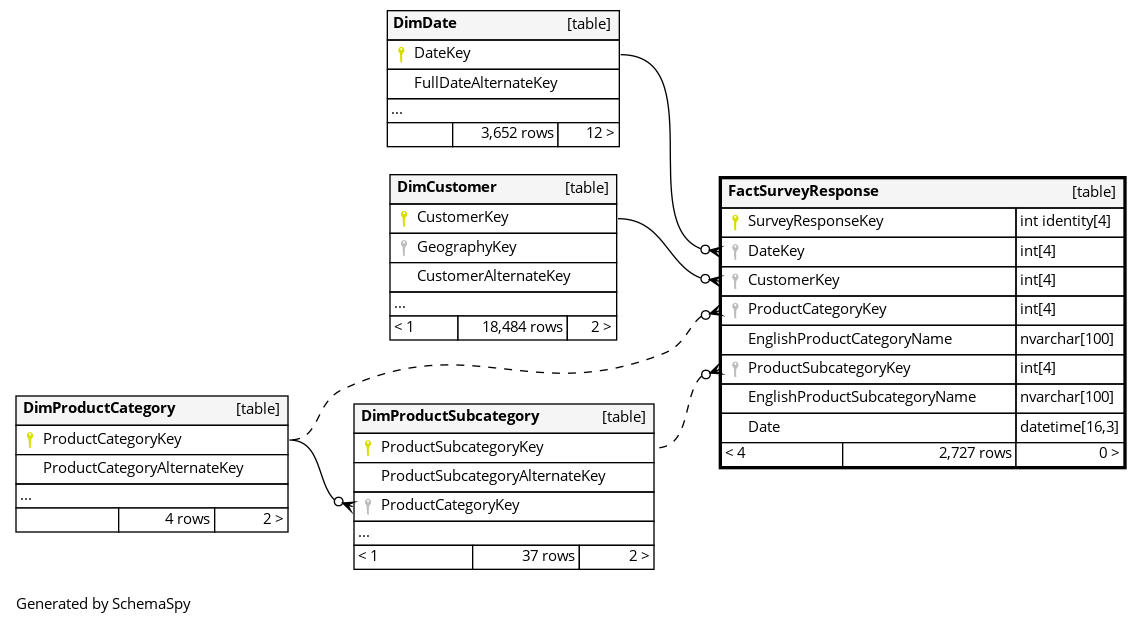 DimDate [table]
DateKey
FullDateAlternateKey
...
3,652 rows 12 >
DimCustomer [table]
CustomerKey
GeographyKey
CustomerAlternateKey
...
< 1 18,484 rows 2 >
FactSurveyResponse [table]
SurveyResponseKey int identity[4]
DateKey int[4]
CustomerKey int[4]
ProductCategoryKey int[4]
EnglishProductCategoryName nvarchar[100]
ProductSubcategoryKey int[4]
EnglishProductSubcategoryName nvarchar[100]
Date datetime[16,3]
< 4 2,727 rows 0 >
DimProductCategory [table]
ProductCategoryKey
ProductCategoryAlternateKey
...
4 rows 2 >
DimProductSubcategory [table]
ProductSubcategoryKey
ProductSubcategoryAlternateKey
ProductCategoryKey
...
< 1 37 rows 2 >
Generated by SchemaSpy